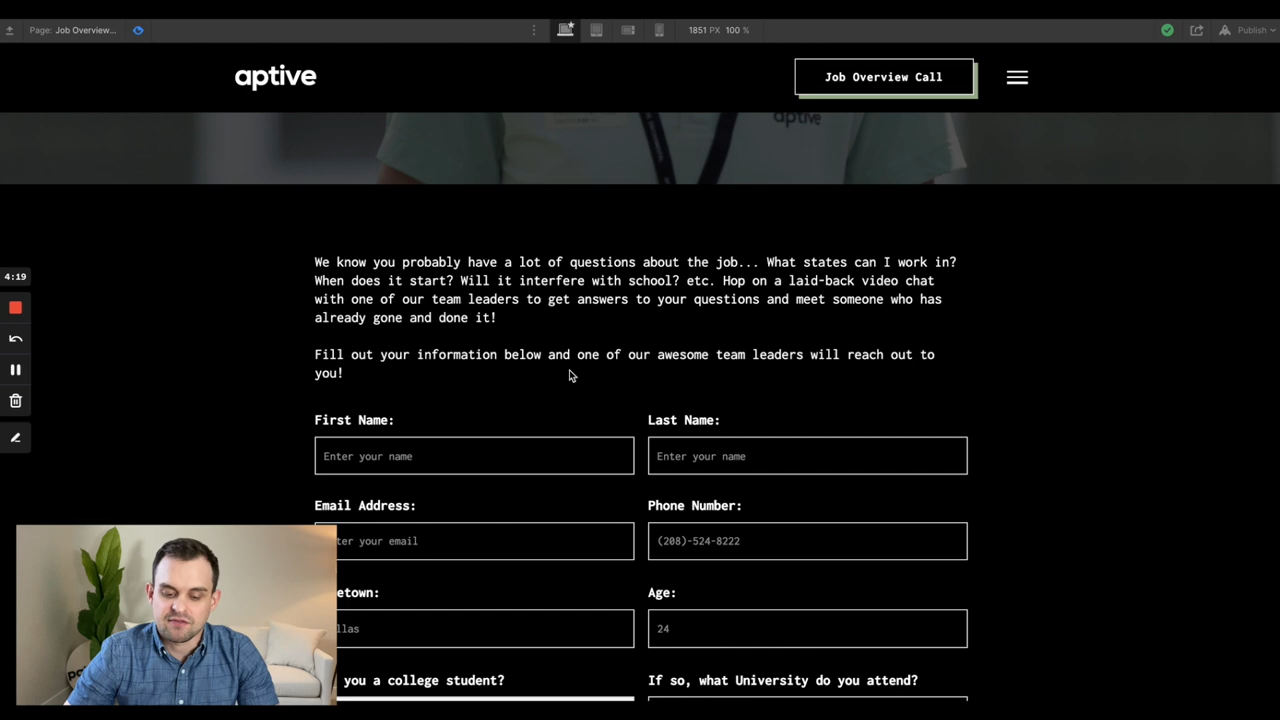 Page: Job Overview...
1851 PX 100 %
Publish
aptive
Job Overview Call
aptive
We know you probably have a lot of questions about the job... What states can I work in?
When does it start? Will it interfere with school? etc. Hop on a laid-back video chat
with one of our team leaders to get answers to your questions and meet someone who has
already gone and done it!
Fill out your information below and one of our awesome team leaders will reach out to
you!
4:19
First Name:
Last Name:
Enter your name
Enter your name
Email Address:
Phone Number:
ter your email
(208)-524-8222
etown:
Age:
llas
24
you a college student?
If so, what University do you attend?